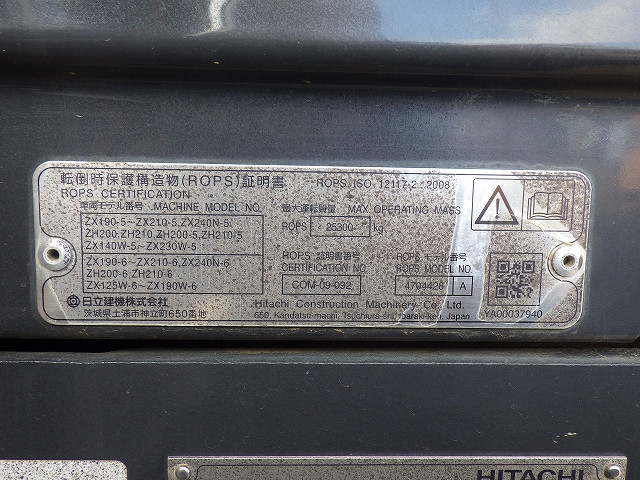 転倒時保護構造物(ROPS)証明書
ROPS CERTIFICATION
ROPS ISO 12117-2:2008
車両モデル番号 MACHINE MODEL NO.
ZX190-5~ZX210-5,ZX240N-5,
ZH200,ZH210,ZH200-5,ZH210-5
ZX140W-5~ZX230W-5
ZX190-6~ZX210-6,ZX240N-6
ZH200-6,ZH210-6
ZX125W-6~ZX190W-6
最大運転質量 MAX. OPERATING MASS
ROPS 25300 kg
ROPS 証明書番号
CERTIFICATION NO.
COM-09-092
ROPS モデル番号
ROPS MODEL NO.
4794428 A
日立建機株式会社
茨城県土浦市神立町650番地
Hitachi Construction Machinery Co., Ltd.
650, Kandatsu-machi, Tsuchiura-shi, Ibaraki-ken, Japan
YA00037940
HITACHI